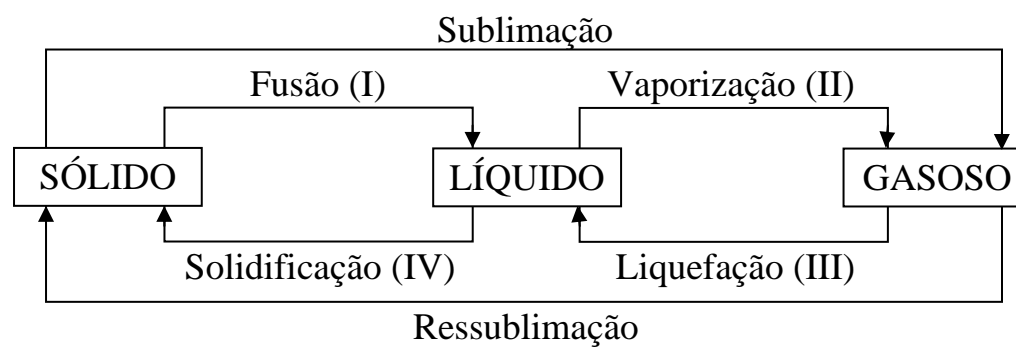 Sublimação
Fusão (I) Vaporização (II)
SÓLIDO LÍQUIDO GASOSO
Solidificação (IV) Liquefação (III)
Ressublimação